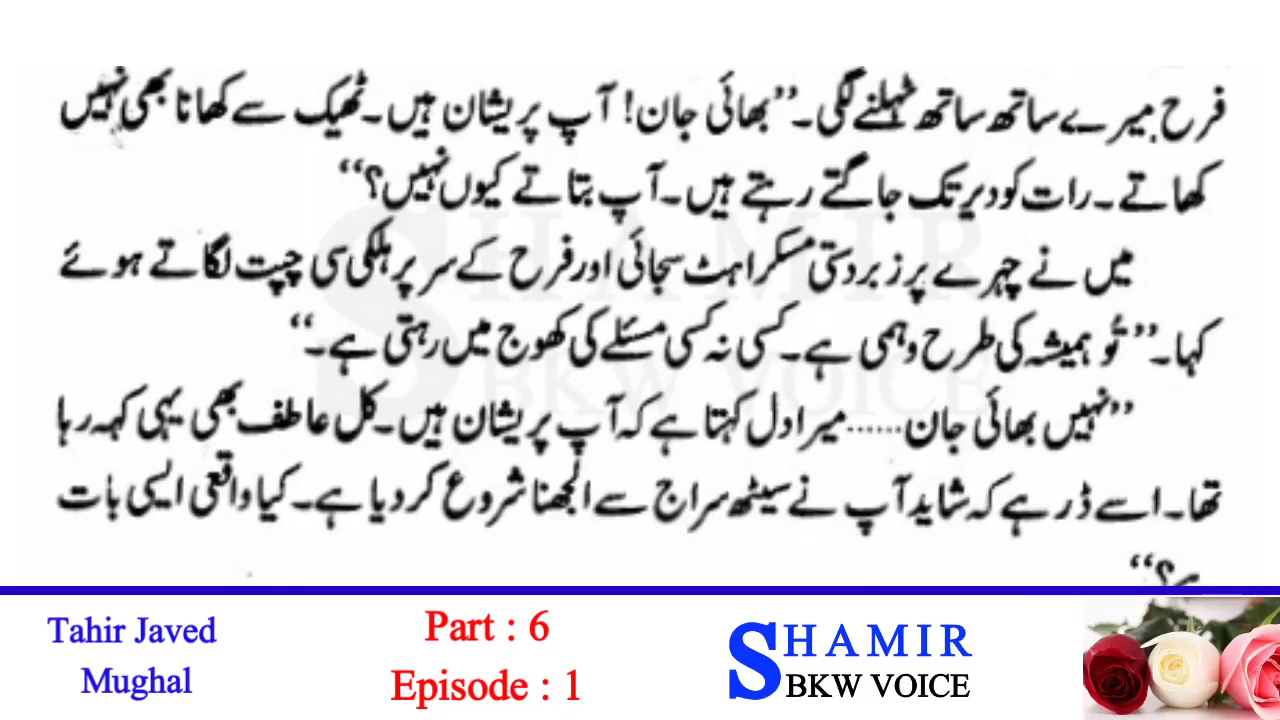 فرح میرے ساتھ ساتھ ٹہلنے لگی۔ ”بھائی جان! آپ پریشان ہیں۔ ٹھیک سے کھانا بھی نہیں
کھاتے۔ رات کو دیر تک جاگتے رہتے ہیں۔ آپ بتاتے کیوں نہیں؟“
میں نے چہرے پر زبردستی مسکراہٹ سجائی اور فرح کے سر پر ہلکی سی چپت لگاتے ہوئے
کہا۔ ”تُو ہمیشہ کی طرح وہمی ہے۔ کسی نہ کسی مسئلے کی کھوج میں رہتی ہے۔“
”نہیں بھائی جان...... میرا دل کہتا ہے کہ آپ پریشان ہیں۔ کل عاطف بھی یہی کہہ رہا
تھا۔ اسے ڈر ہے کہ شاید آپ نے سیٹھ سراج سے الجھنا شروع کر دیا ہے۔ کیا واقعی ایسی بات
ہے؟“
SHAMIR
BKW VOICE
Tahir Javed
Mughal
Part : 6
Episode : 1
SHAMIR
BKW VOICE